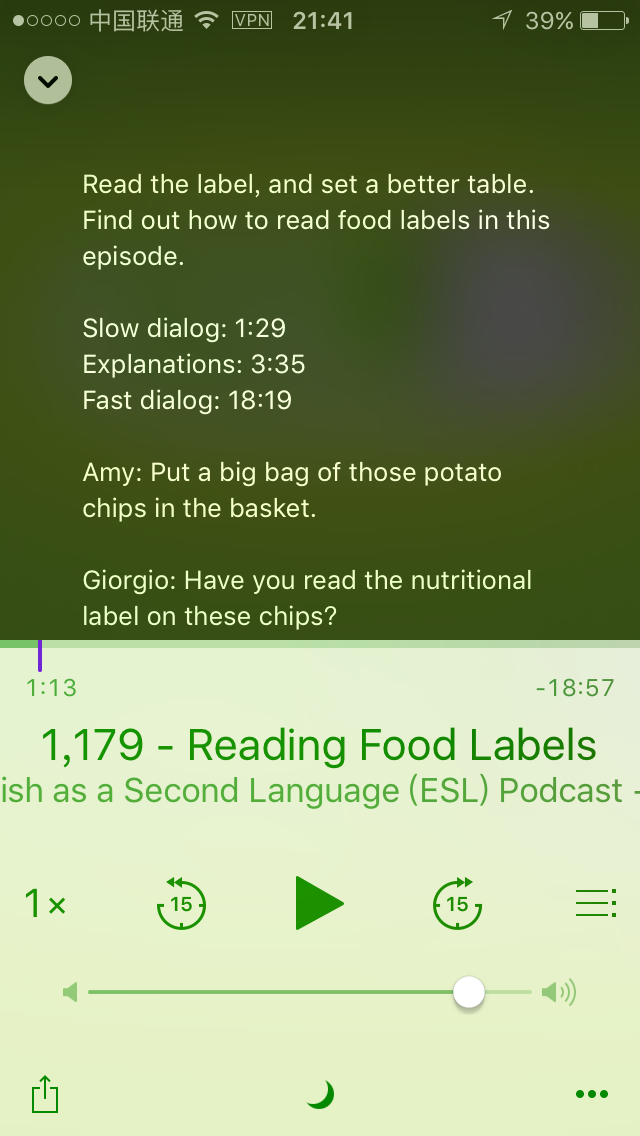 中国联通 VPN 21:41 39%
Read the label, and set a better table.
Find out how to read food labels in this
episode.
Slow dialog: 1:29
Explanations: 3:35
Fast dialog: 18:19
Amy: Put a big bag of those potato
chips in the basket.
Giorgio: Have you read the nutritional
label on these chips?
1:13 -18:57
1,179 - Reading Food Labels
ish as a Second Language (ESL) Podcast -
1× 15 15